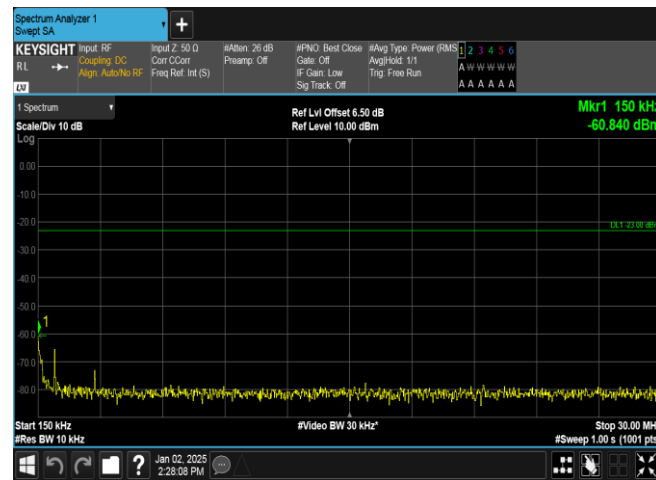 Spectrum Analyzer 1
Swept SA
+
KEYSIGHT
RL
LXI
Input: RF
Coupling: DC
Align: Auto/No RF
Input Z: 50 Ω
Corr CCorr
Freq Ref: Int (S)
#Atten: 26 dB
Preamp: Off
#PNO: Best Close
Gate: Off
IF Gain: Low
Sig Track: Off
#Avg Type: Power (RMS
Avg|Hold: 1/1
Trig: Free Run
1 2 3 4 5 6
A W W W W W
A A A A A A
1 Spectrum
Scale/Div 10 dB
Log
Ref Lvl Offset 6.50 dB
Ref Level 10.00 dBm
Mkr1 150 kHz
-60.840 dBm
0.00
-10.0
-20.0
DL1 -23.00 dBm
-30.0
-40.0
-50.0
1
-60.0
-70.0
-80.0
Start 150 kHz
#Res BW 10 kHz
#Video BW 30 kHz*
Stop 30.00 MH
#Sweep 1.00 s (1001 pts
?
Jan 02, 2025
2:28:08 PM